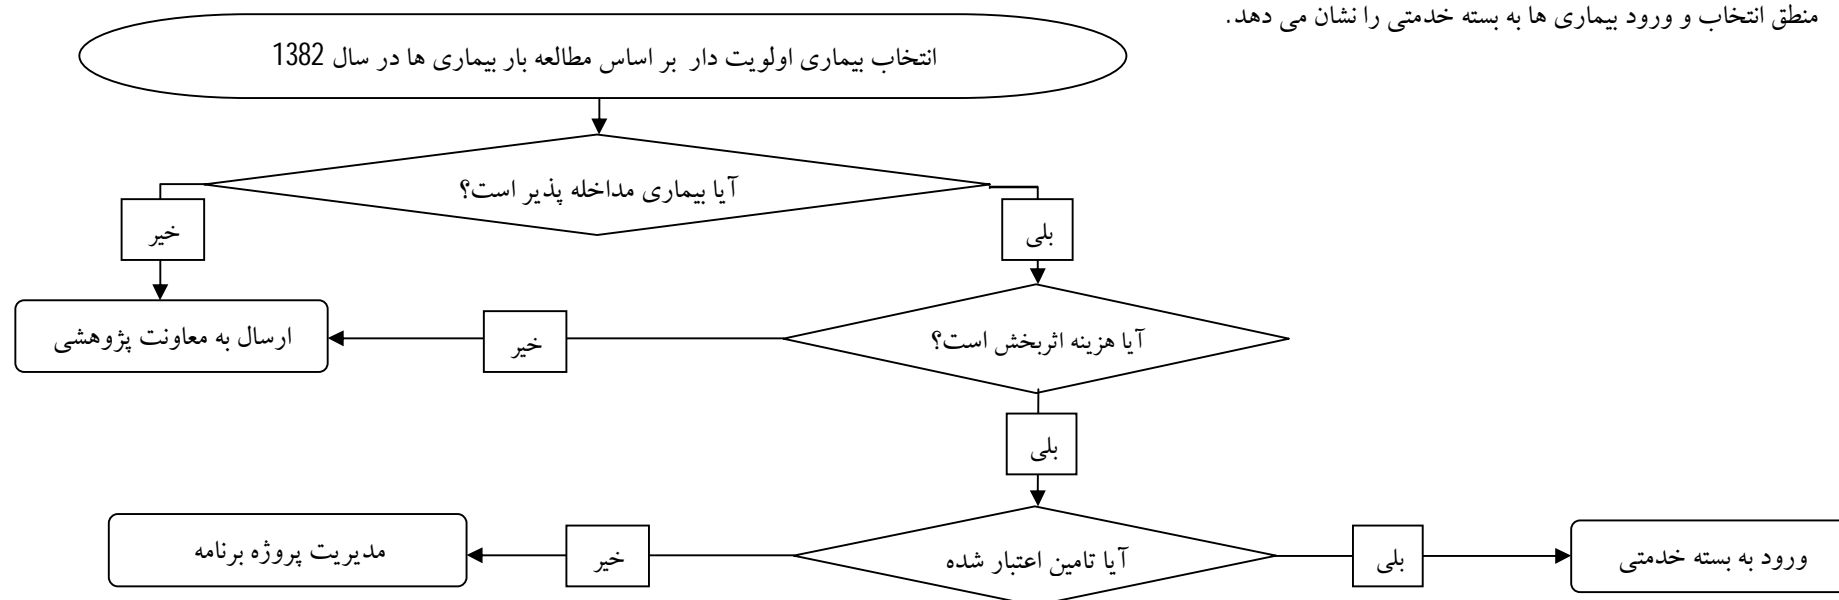 منطق انتخاب و ورود بیماری ها به بسته خدمتی را نشان می دهد.
انتخاب بیماری اولویت دار بر اساس مطالعه بار بیماری ها در سال 1382
آیا بیماری مداخله پذیر است؟
خیر
بلی
آیا هزینه اثربخش است؟
خیر
ارسال به معاونت پژوهشی
بلی
آیا تامین اعتبار شده
خیر
مدیریت پروژه برنامه
بلی
ورود به بسته خدمتی